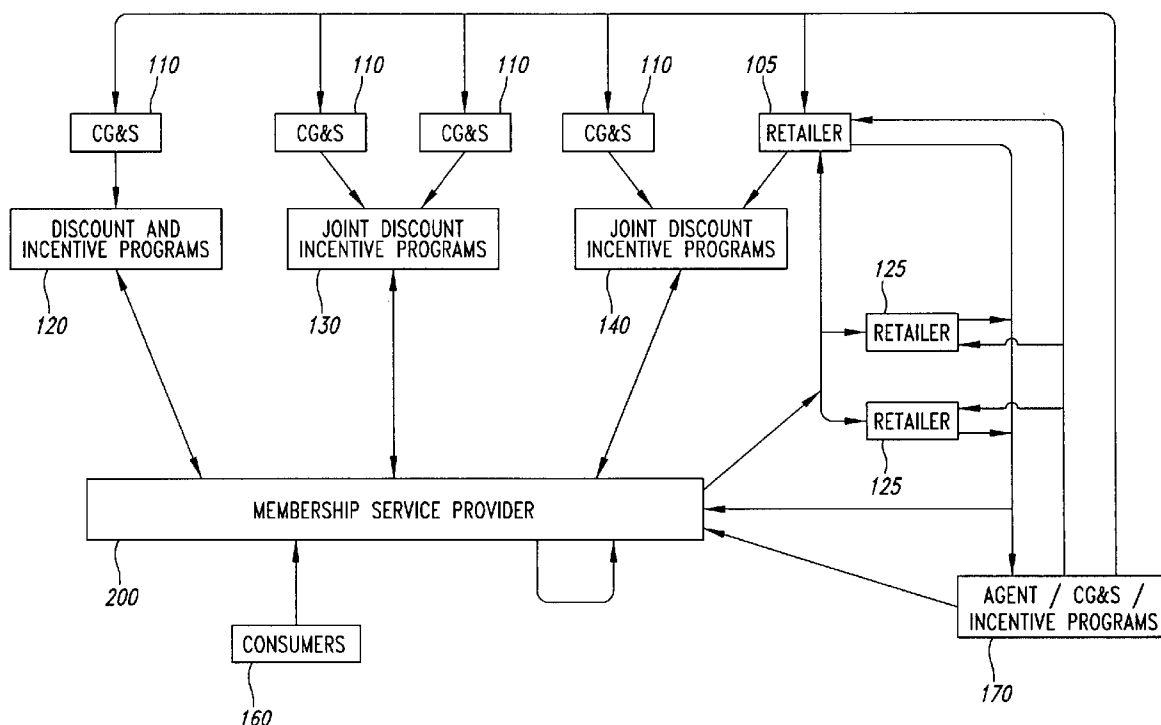 110
110
110
110
105
CG&S
CG&S
CG&S
CG&S
RETAILER
DISCOUNT AND
INCENTIVE PROGRAMS
JOINT DISCOUNT
INCENTIVE PROGRAMS
JOINT DISCOUNT
INCENTIVE PROGRAMS
120
130
140
125
RETAILER
RETAILER
125
MEMBERSHIP SERVICE PROVIDER
200
CONSUMERS
160
AGENT / CG&S /
INCENTIVE PROGRAMS
170